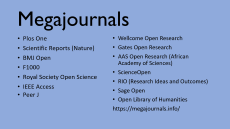 Megajournals
• Plos One
• Scientific Reports (Nature)
• BMJ Open
• F1000
• Royal Society Open Science
• IEEE Access
• Peer J
• Wellcome Open Research
• Gates Open Research
• AAS Open Research (African
Academy of Sciences)
• ScienceOpen
• RIO (Research Ideas and Outcomes)
• Sage Open
• Open Library of Humanities
https://megajournals.info/